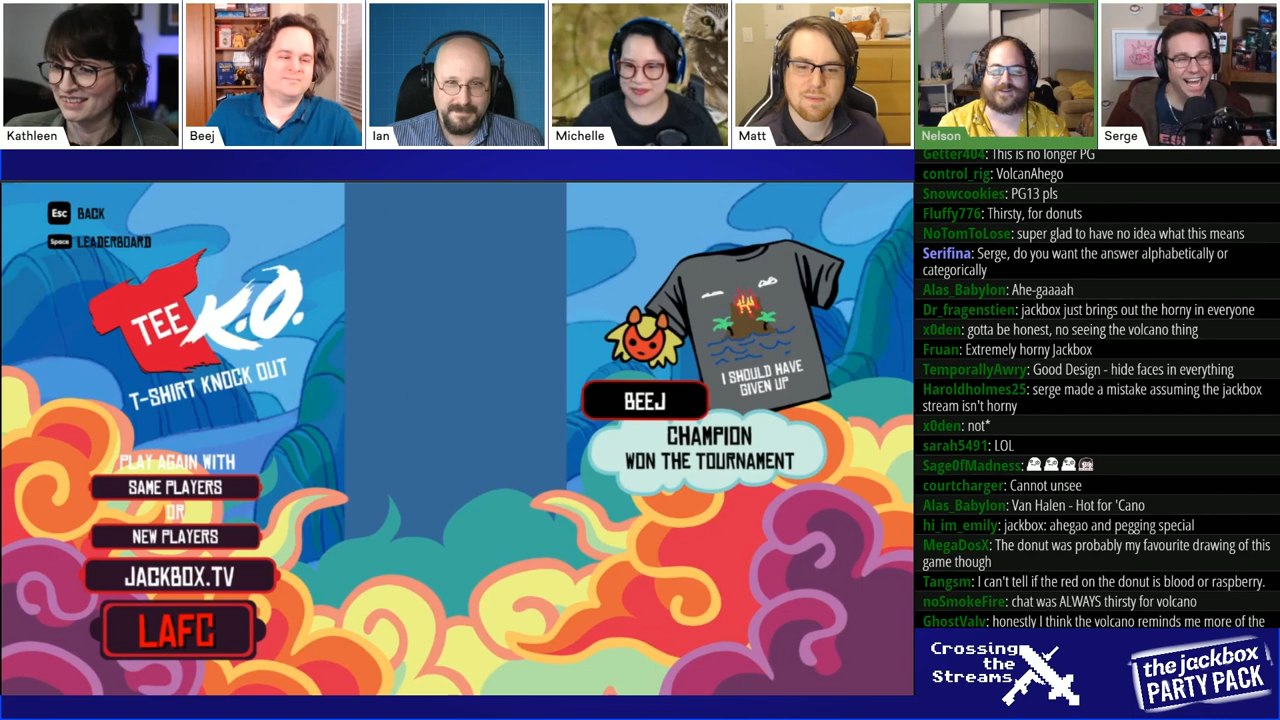 Kathleen
Beej
Ian
Michelle
Matt
Nelson
Serge
Esc BACK
Space LEADERBOARD
TEE K.O.
T-SHIRT KNOCK OUT
PLAY AGAIN WITH
SAME PLAYERS
OR
NEW PLAYERS
JACKBOX.TV
LAFC
I SHOULD HAVE
GIVEN UP
BEEJ
CHAMPION
WON THE TOURNAMENT
Getter404: This is no longer PG
control_rig: VolcanAhego
Snowcookies: PG13 pls
Fluffy776: Thirsty, for donuts
NoTomToLose: super glad to have no idea what this means
Serifina: Serge, do you want the answer alphabetically or
categorically
Alas_Babylon: Ahe-gaaaah
Dr_fragenstien: jackbox just brings out the horny in everyone
x0den: gotta be honest, no seeing the volcano thing
Fruan: Extremely horny Jackbox
TemporallyAwry: Good Design - hide faces in everything
Haroldholmes25: serge made a mistake assuming the jackbox
stream isn't horny
x0den: not*
sarah5491: LOL
Sage0fMadness:
courtcharger: Cannot unsee
Alas_Babylon: Van Halen - Hot for 'Cano
hi_im_emily: jackbox: ahegao and pegging special
MegaDosX: The donut was probably my favourite drawing of this
game though
Tangsm: I can't tell if the red on the donut is blood or raspberry.
noSmokeFire: chat was ALWAYS thirsty for volcano
GhostValv: honestly I think the volcano reminds me more of the
Crossing
the
Streams
the jackbox
PARTY PACK